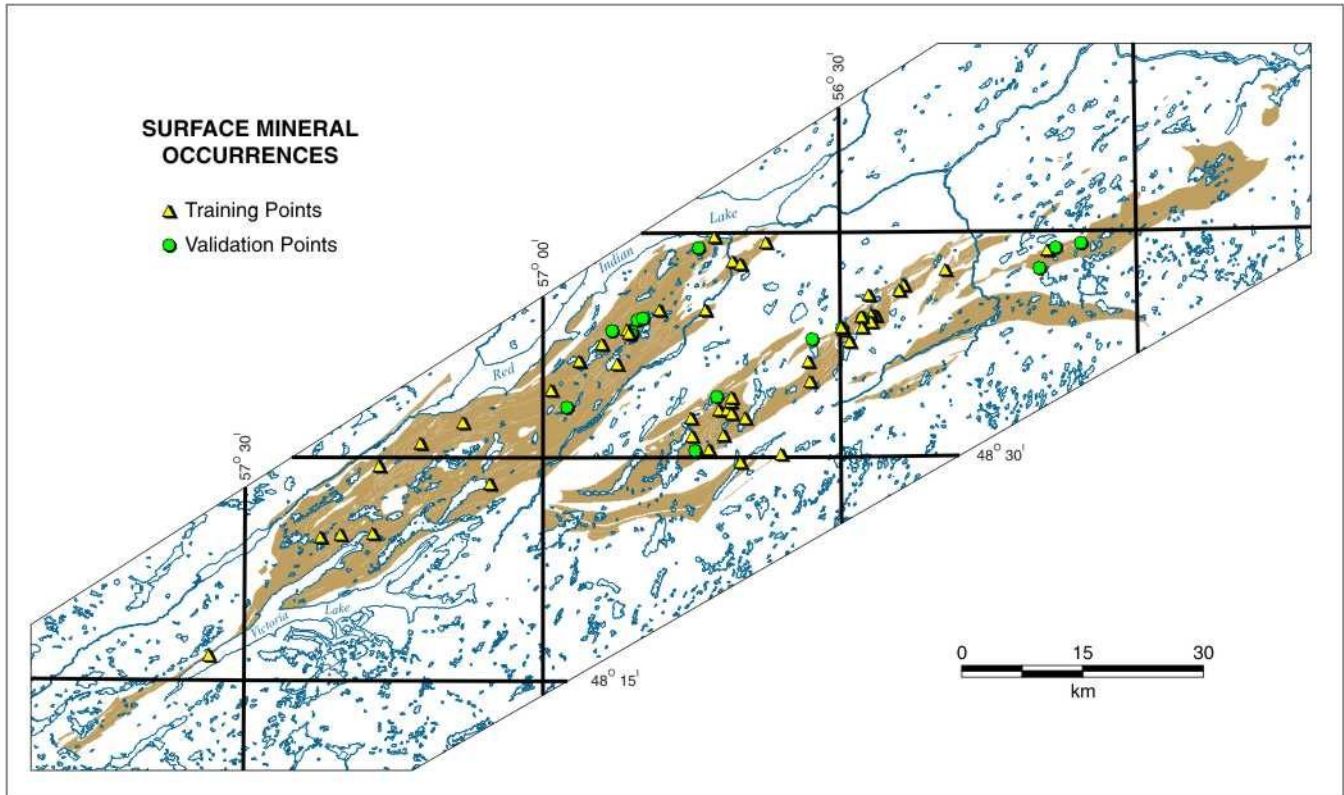 SURFACE MINERAL
OCCURRENCES
Training Points
Validation Points
56° 30'
Lake
Indian
57° 00'
Red
57° 30'
48° 30'
Lake
Victoria
48° 15'
0 15 30
km